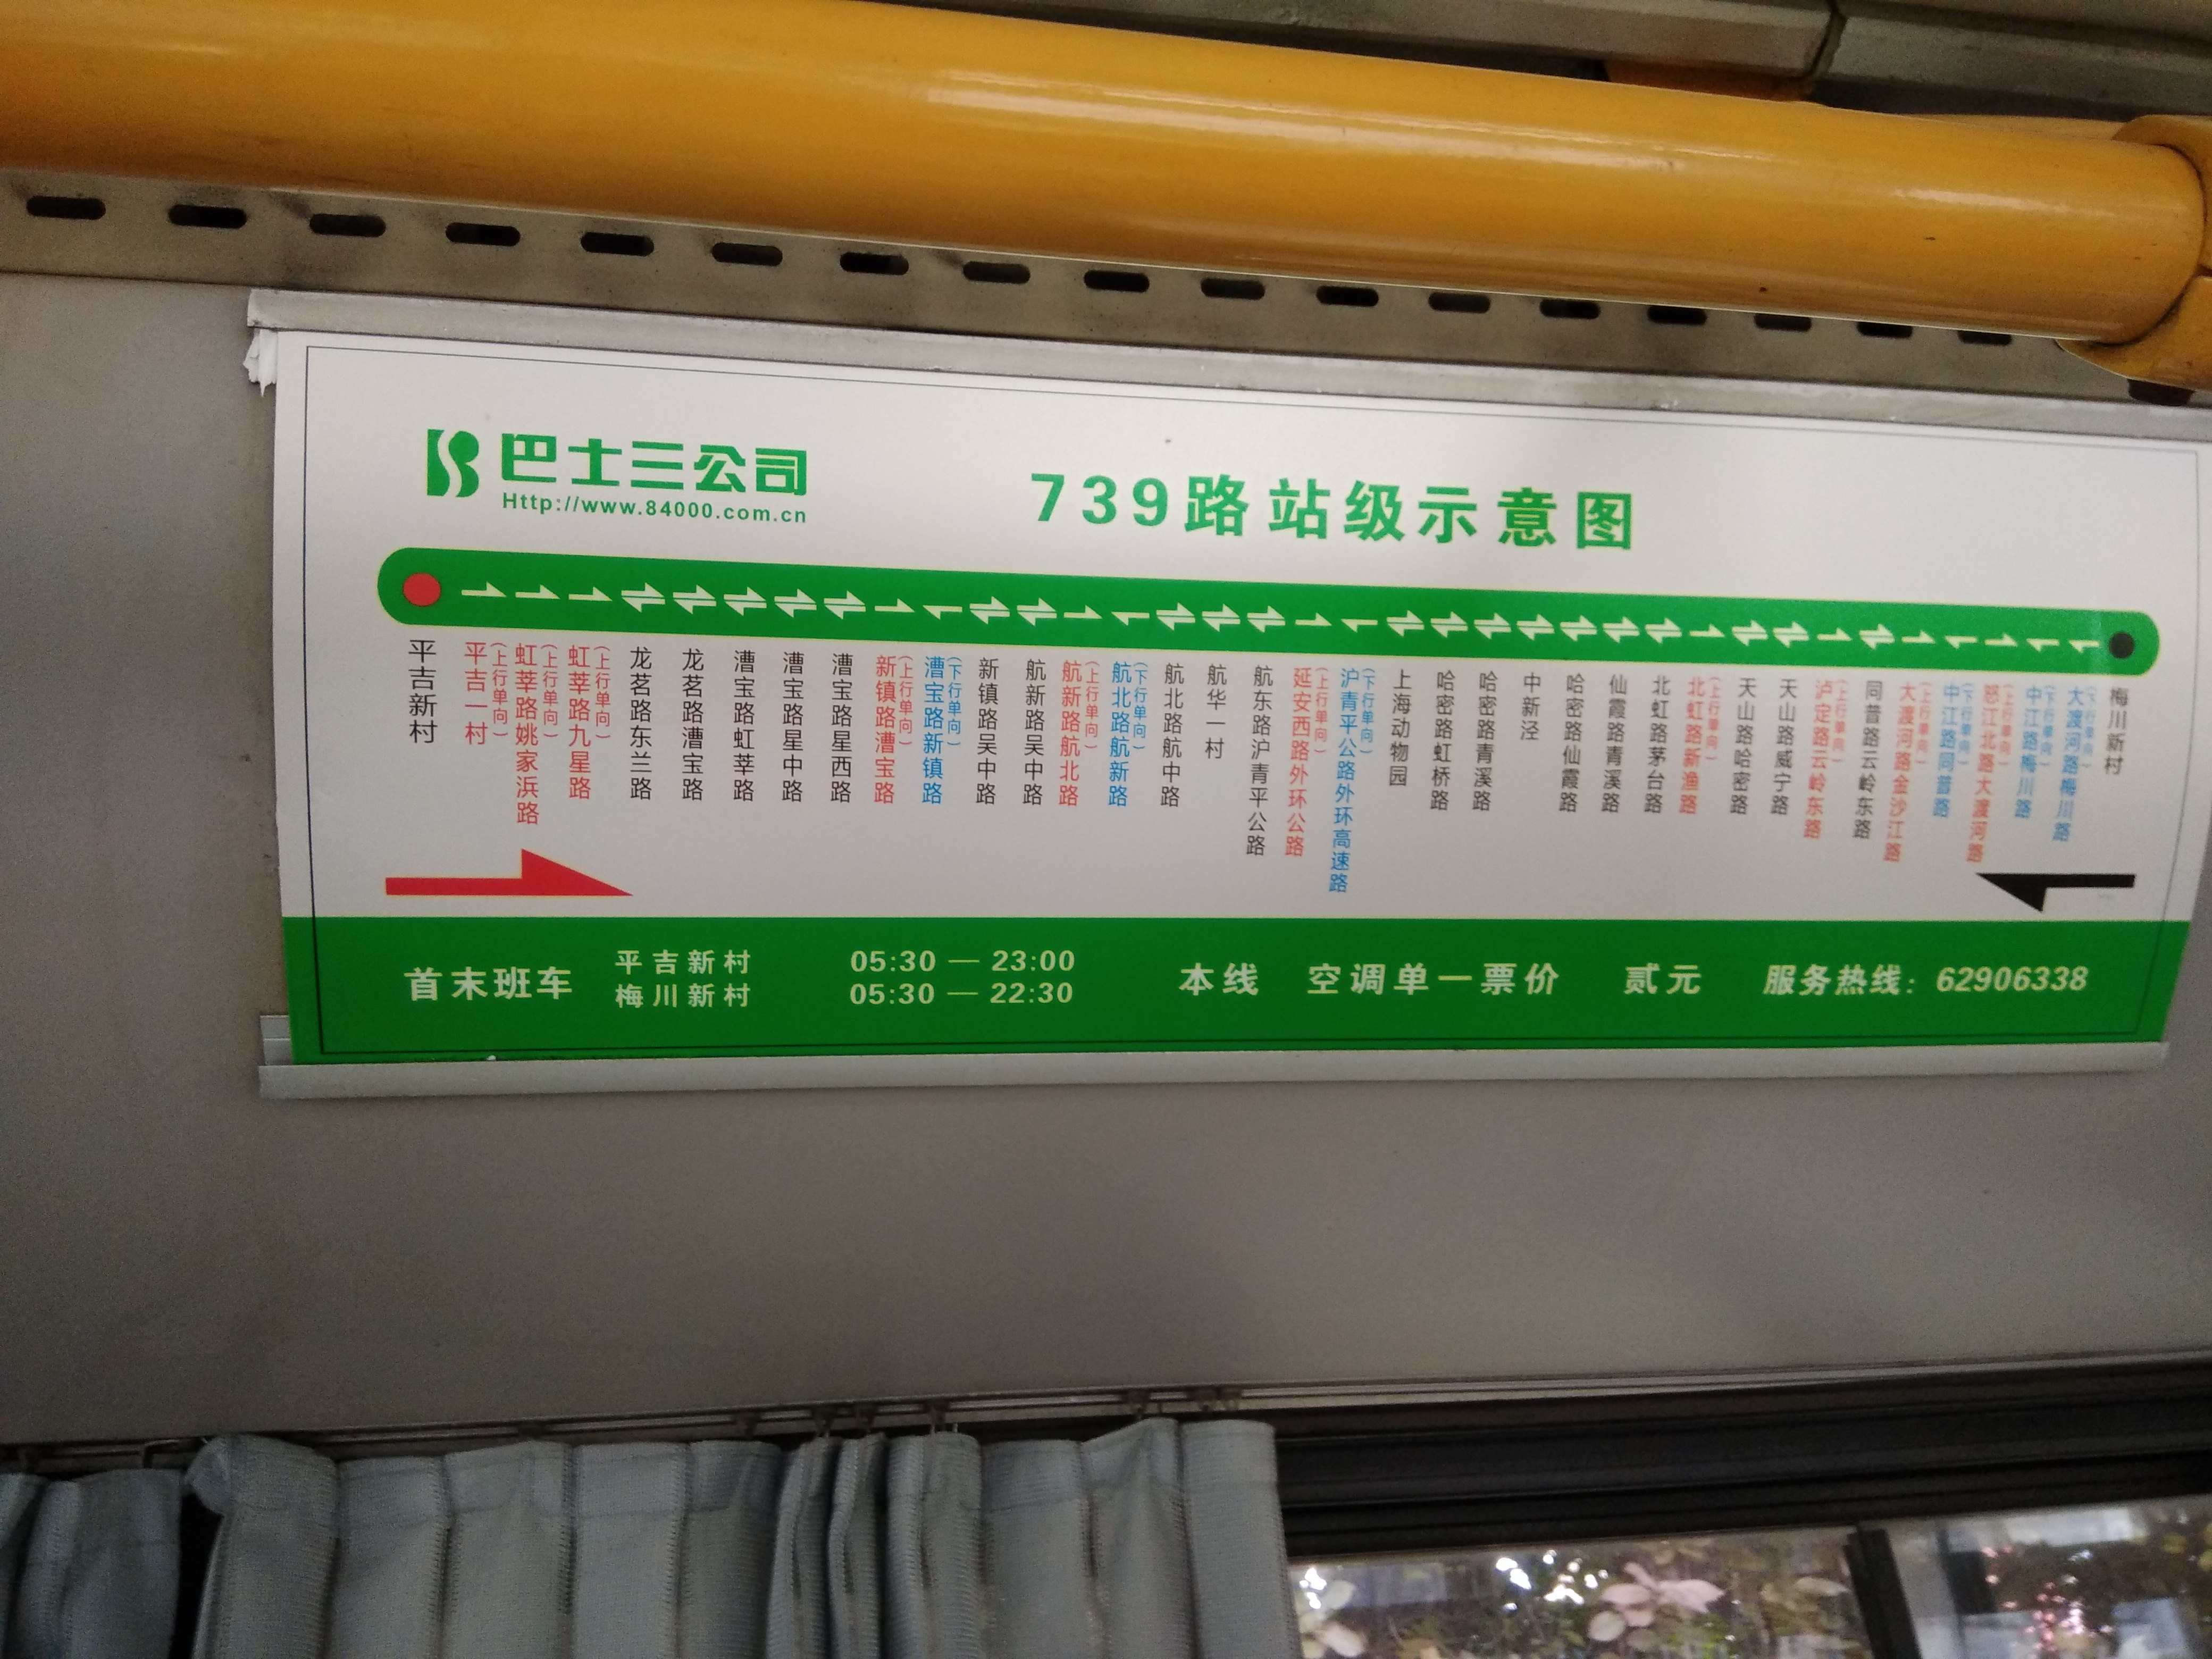 巴士三公司
Http://www.84000.com.cn
739路站级示意图
平吉新村
平吉一村
(上行单向)
虹莘路姚家浜路
(上行单向)
虹莘路九星路
(上行单向)
龙茗路东兰路
龙茗路漕宝路
漕宝路虹莘路
漕宝路星中路
漕宝路星西路
新镇路漕宝路
(上行单向)
漕宝路新镇路
(下行单向)
新镇路吴中路
航新路吴中路
航新路航北路
(上行单向)
航北路航新路
(下行单向)
航北路航中路
航华一村
航东路沪青平公路
延安西路外环公路
(上行单向)
沪青平公路外环高速路
(下行单向)
上海动物园
哈密路虹桥路
哈密路青溪路
中新泾
哈密路仙霞路
仙霞路青溪路
北虹路茅台路
北虹路新渔路
(上行单向)
天山路哈密路
天山路威宁路
泸定路云岭东路
(上行单向)
同普路云岭东路
大渡河路金沙江路
(上行单向)
中江路同普路
(下行单向)
怒江北路大渡河路
(上行单向)
中江路梅川路
(下行单向)
大渡河路梅川路
(下行单向)
梅川新村
首末班车
平吉新村 05:30 — 23:00
梅川新村 05:30 — 22:30
本线 空调单一票价 贰元 服务热线: 62906338